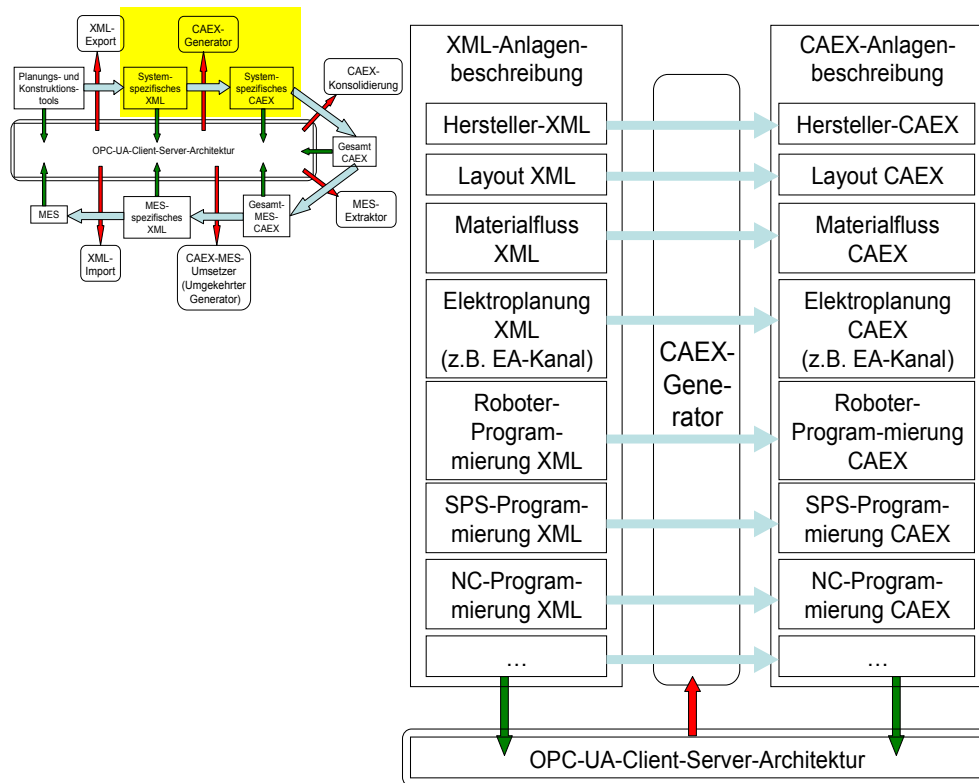 XML-
Export
CAEX-
Generator
Planungs- und
Konstruktions-
tools
System-
spezifisches
XML
System-
spezifisches
CAEX
CAEX-
Konsolidierung
OPC-UA-Client-Server-Architektur
Gesamt
CAEX
MES
MES-
spezifisches
XML
Gesamt-
MES-
CAEX
MES-
Extraktor
XML-
Import
CAEX-MES-
Umsetzer
(Umgekehrter
Generator)
XML-Anlagen-
beschreibung
Hersteller-XML
Layout XML
Materialfluss
XML
Elektroplanung
XML
(z.B. EA-Kanal)
Roboter-
Program-
mierung XML
SPS-Program-
mierung XML
NC-Program-
mierung XML
...
CAEX-
Gene-
rator
CAEX-Anlagen-
beschreibung
Hersteller-CAEX
Layout CAEX
Materialfluss
CAEX
Elektroplanung
CAEX
(z.B. EA-Kanal)
Roboter-
Program-mierung
CAEX
SPS-Program-
mierung CAEX
NC-Program-
mierung CAEX
...
OPC-UA-Client-Server-Architektur